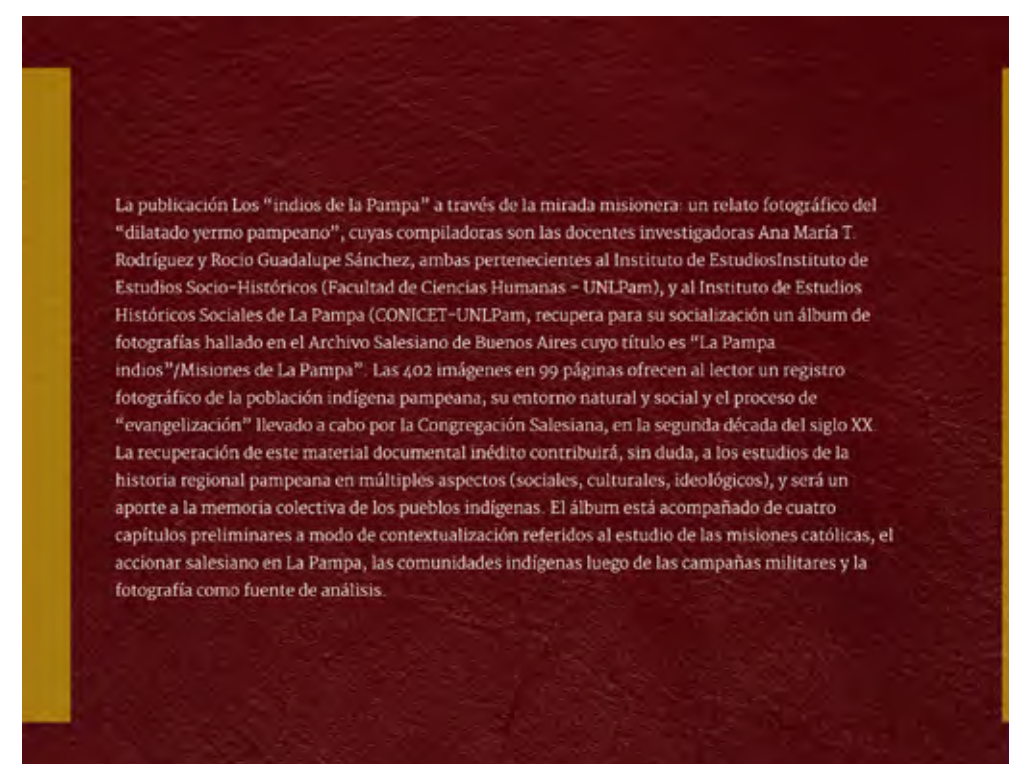 La publicación Los “indios de la Pampa” a través de la mirada misionera: un relato fotográfico del
“dilatado yermo pampeano”, cuyas compiladoras son las docentes investigadoras Ana María T.
Rodríguez y Rocio Guadalupe Sánchez, ambas pertenecientes al Instituto de EstudiosInstituto de
Estudios Socio-Históricos (Facultad de Ciencias Humanas - UNLPam), y al Instituto de Estudios
Históricos Sociales de La Pampa (CONICET-UNLPam, recupera para su socialización un álbum de
fotografías hallado en el Archivo Salesiano de Buenos Aires cuyo título es “La Pampa
indios”/Misiones de La Pampa”. Las 402 imágenes en 99 páginas ofrecen al lector un registro
fotográfico de la población indígena pampeana, su entorno natural y social y el proceso de
“evangelización” llevado a cabo por la Congregación Salesiana, en la segunda década del siglo XX.
La recuperación de este material documental inédito contribuirá, sin duda, a los estudios de la
historia regional pampeana en múltiples aspectos (sociales, culturales, ideológicos), y será un
aporte a la memoria colectiva de los pueblos indígenas. El álbum está acompañado de cuatro
capítulos preliminares a modo de contextualización referidos al estudio de las misiones católicas, el
accionar salesiano en La Pampa, las comunidades indígenas luego de las campañas militares y la
fotografía como fuente de análisis.